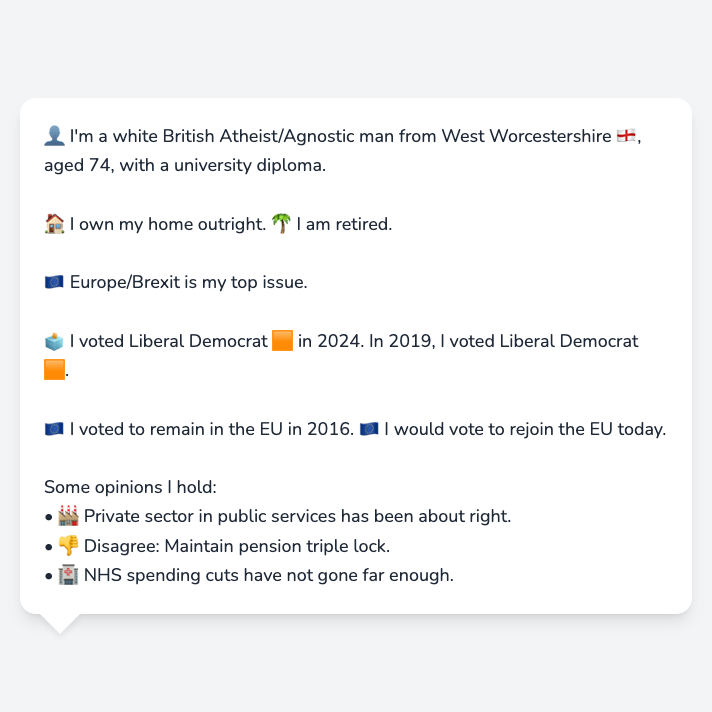 👤 I'm a white British Atheist/Agnostic man from West Worcestershire 🏴󠁧󠁢󠁥󠁮󠁧󠁿,
aged 74, with a university diploma.
🏠 I own my home outright. 🌴 I am retired.
🇪🇺 Europe/Brexit is my top issue.
🗳️ I voted Liberal Democrat 🟧 in 2024. In 2019, I voted Liberal Democrat
🟧.
🇪🇺 I voted to remain in the EU in 2016. 🇪🇺 I would vote to rejoin the EU today.
Some opinions I hold:
• 🏭 Private sector in public services has been about right.
• 👎 Disagree: Maintain pension triple lock.
• 🏥 NHS spending cuts have not gone far enough.